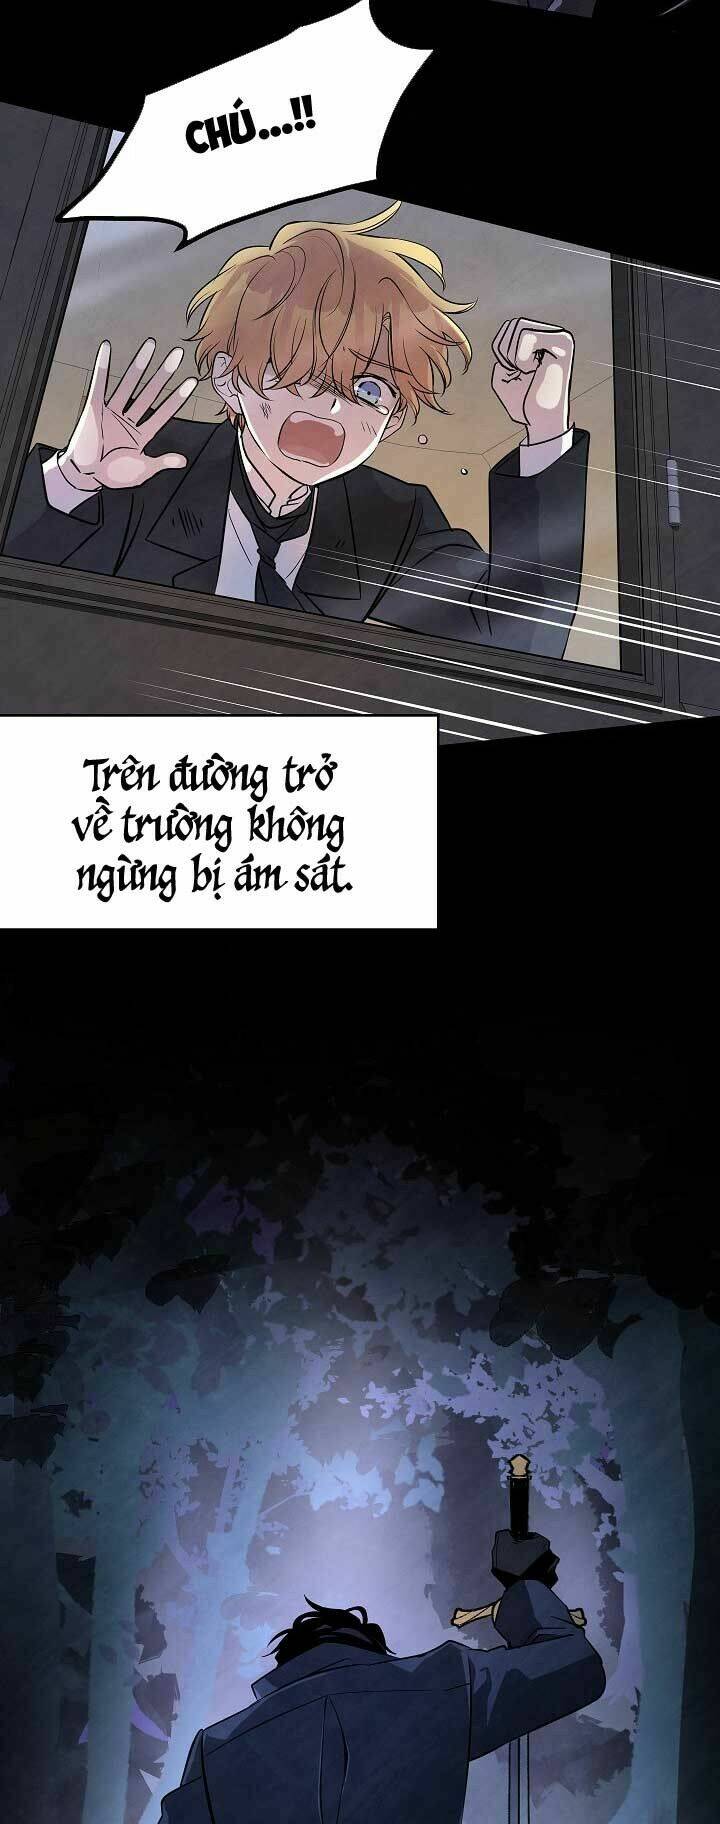 CHÚ...!!
Trên đường trở
về trường không
ngừng bị ám sát.